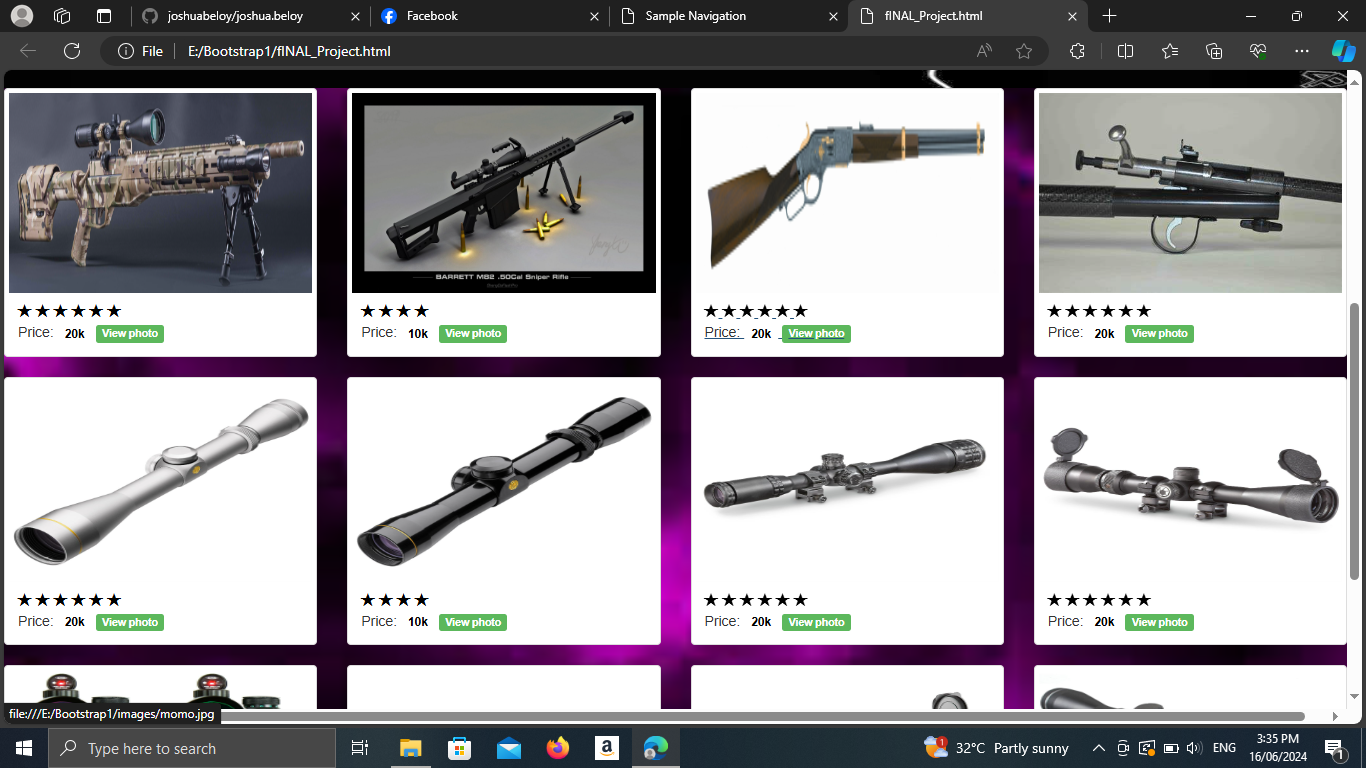 joshuabeloy/joshua.beloy
Facebook
Sample Navigation
fINAL_Project.html
File
E:/Bootstrap1/fINAL_Project.html
BARRETT M82 .50Cal Sniper Rifle
★★★★★★
★★★★
★★★★★★
★★★★★★
Price: 20k View photo
Price: 10k View photo
Price: 20k View photo
Price: 20k View photo
★★★★★★
★★★★
★★★★★★
★★★★★★
Price: 20k View photo
Price: 10k View photo
Price: 20k View photo
Price: 20k View photo
file:///E:/Bootstrap1/images/momo.jpg
Type here to search
1
32°C Partly sunny
ENG
3:35 PM
16/06/2024
1